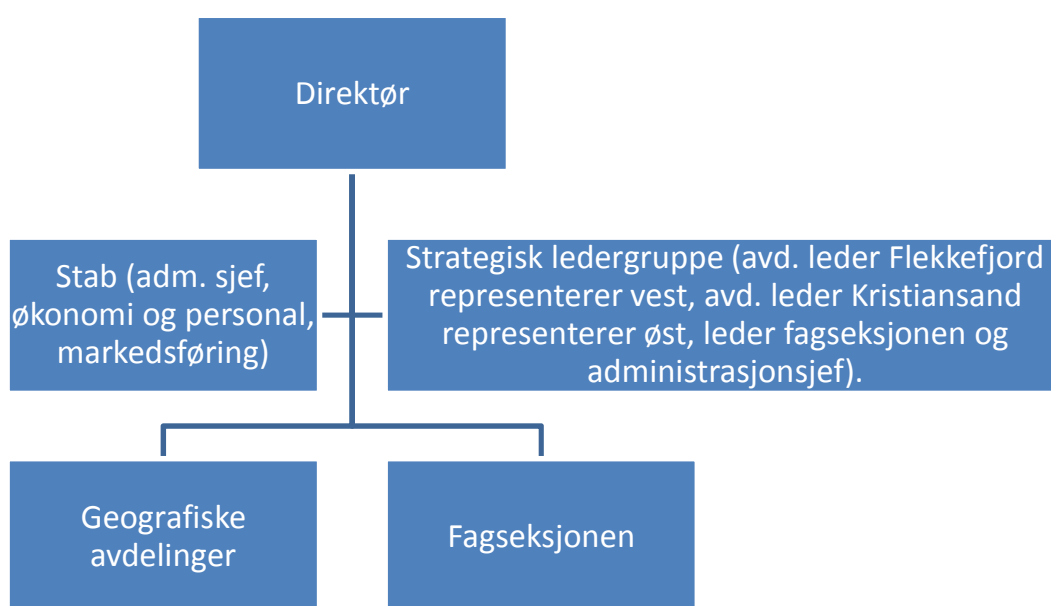 Direktør
Stab (adm. sjef,
økonomi og personal,
markedsføring)
Strategisk ledergruppe (avd. leder Flekkefjord
representerer vest, avd. leder Kristiansand
representerer øst, leder fagseksjonen og
administrasjonsjef).
Geografiske
avdelinger
Fagseksjonen